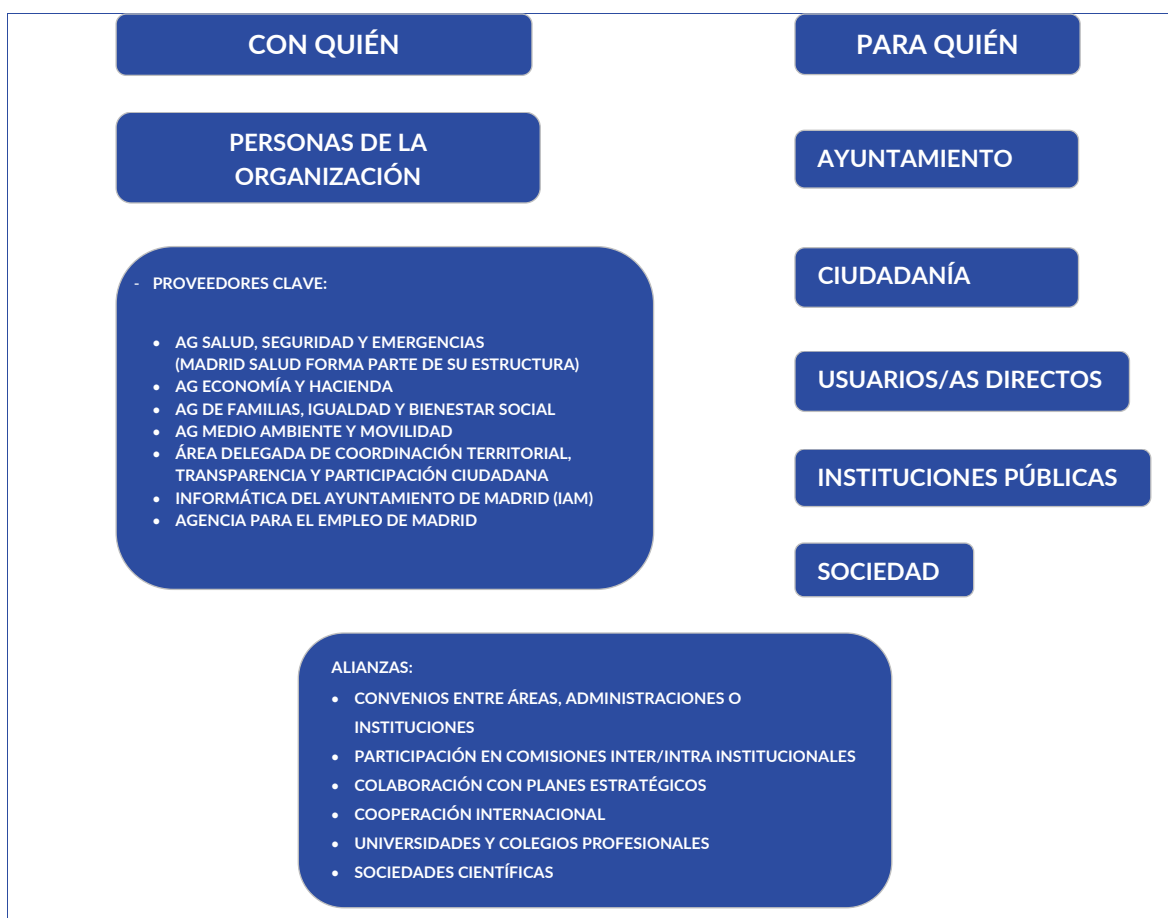 CON QUIÉN
PERSONAS DE LA
ORGANIZACIÓN
- PROVEEDORES CLAVE:
• AG SALUD, SEGURIDAD Y EMERGENCIAS
(MADRID SALUD FORMA PARTE DE SU ESTRUCTURA)
• AG ECONOMÍA Y HACIENDA
• AG DE FAMILIAS, IGUALDAD Y BIENESTAR SOCIAL
• AG MEDIO AMBIENTE Y MOVILIDAD
• ÁREA DELEGADA DE COORDINACIÓN TERRITORIAL,
TRANSPARENCIA Y PARTICIPACIÓN CIUDADANA
• INFORMÁTICA DEL AYUNTAMIENTO DE MADRID (IAM)
• AGENCIA PARA EL EMPLEO DE MADRID
PARA QUIÉN
AYUNTAMIENTO
CIUDADANÍA
USUARIOS/AS DIRECTOS
INSTITUCIONES PÚBLICAS
SOCIEDAD
ALIANZAS:
• CONVENIOS ENTRE ÁREAS, ADMINISTRACIONES O
INSTITUCIONES
• PARTICIPACIÓN EN COMISIONES INTER/INTRA INSTITUCIONALES
• COLABORACIÓN CON PLANES ESTRATÉGICOS
• COOPERACIÓN INTERNACIONAL
• UNIVERSIDADES Y COLEGIOS PROFESIONALES
• SOCIEDADES CIENTÍFICAS